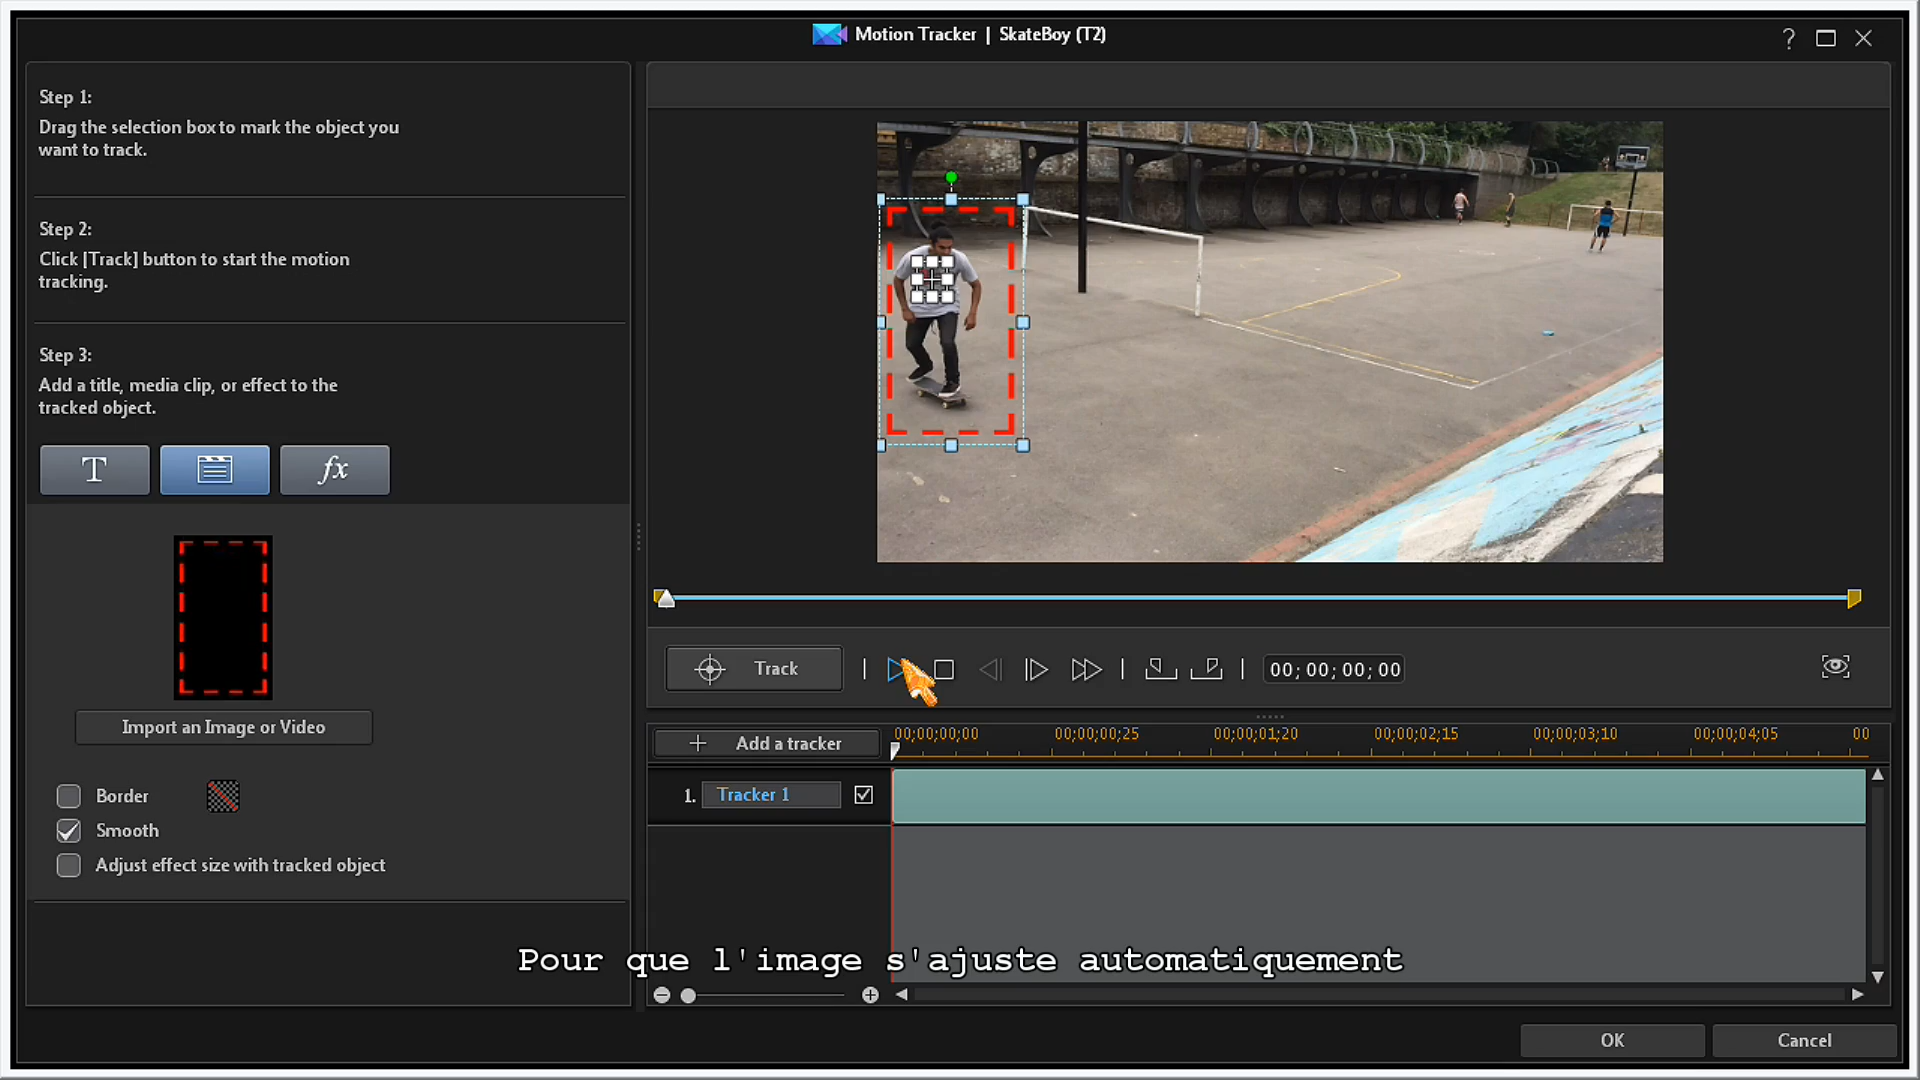 Motion Tracker | SkateBoy (T2)
?
Step 1:
Drag the selection box to mark the object you
want to track.
Step 2:
Click [Track] button to start the motion
tracking.
Step 3:
Add a title, media clip, or effect to the
tracked object.
T
fx
Import an Image or Video
Border
Smooth
Adjust effect size with tracked object
Track
00; 00; 00; 00
Add a tracker
00;00;00;00 00;00;00;25 00;00;01;20 00;00;02;15 00;00;03;10 00;00;04;05 00
1. Tracker 1
Pour que l'image s'ajuste automatiquement
OK Cancel